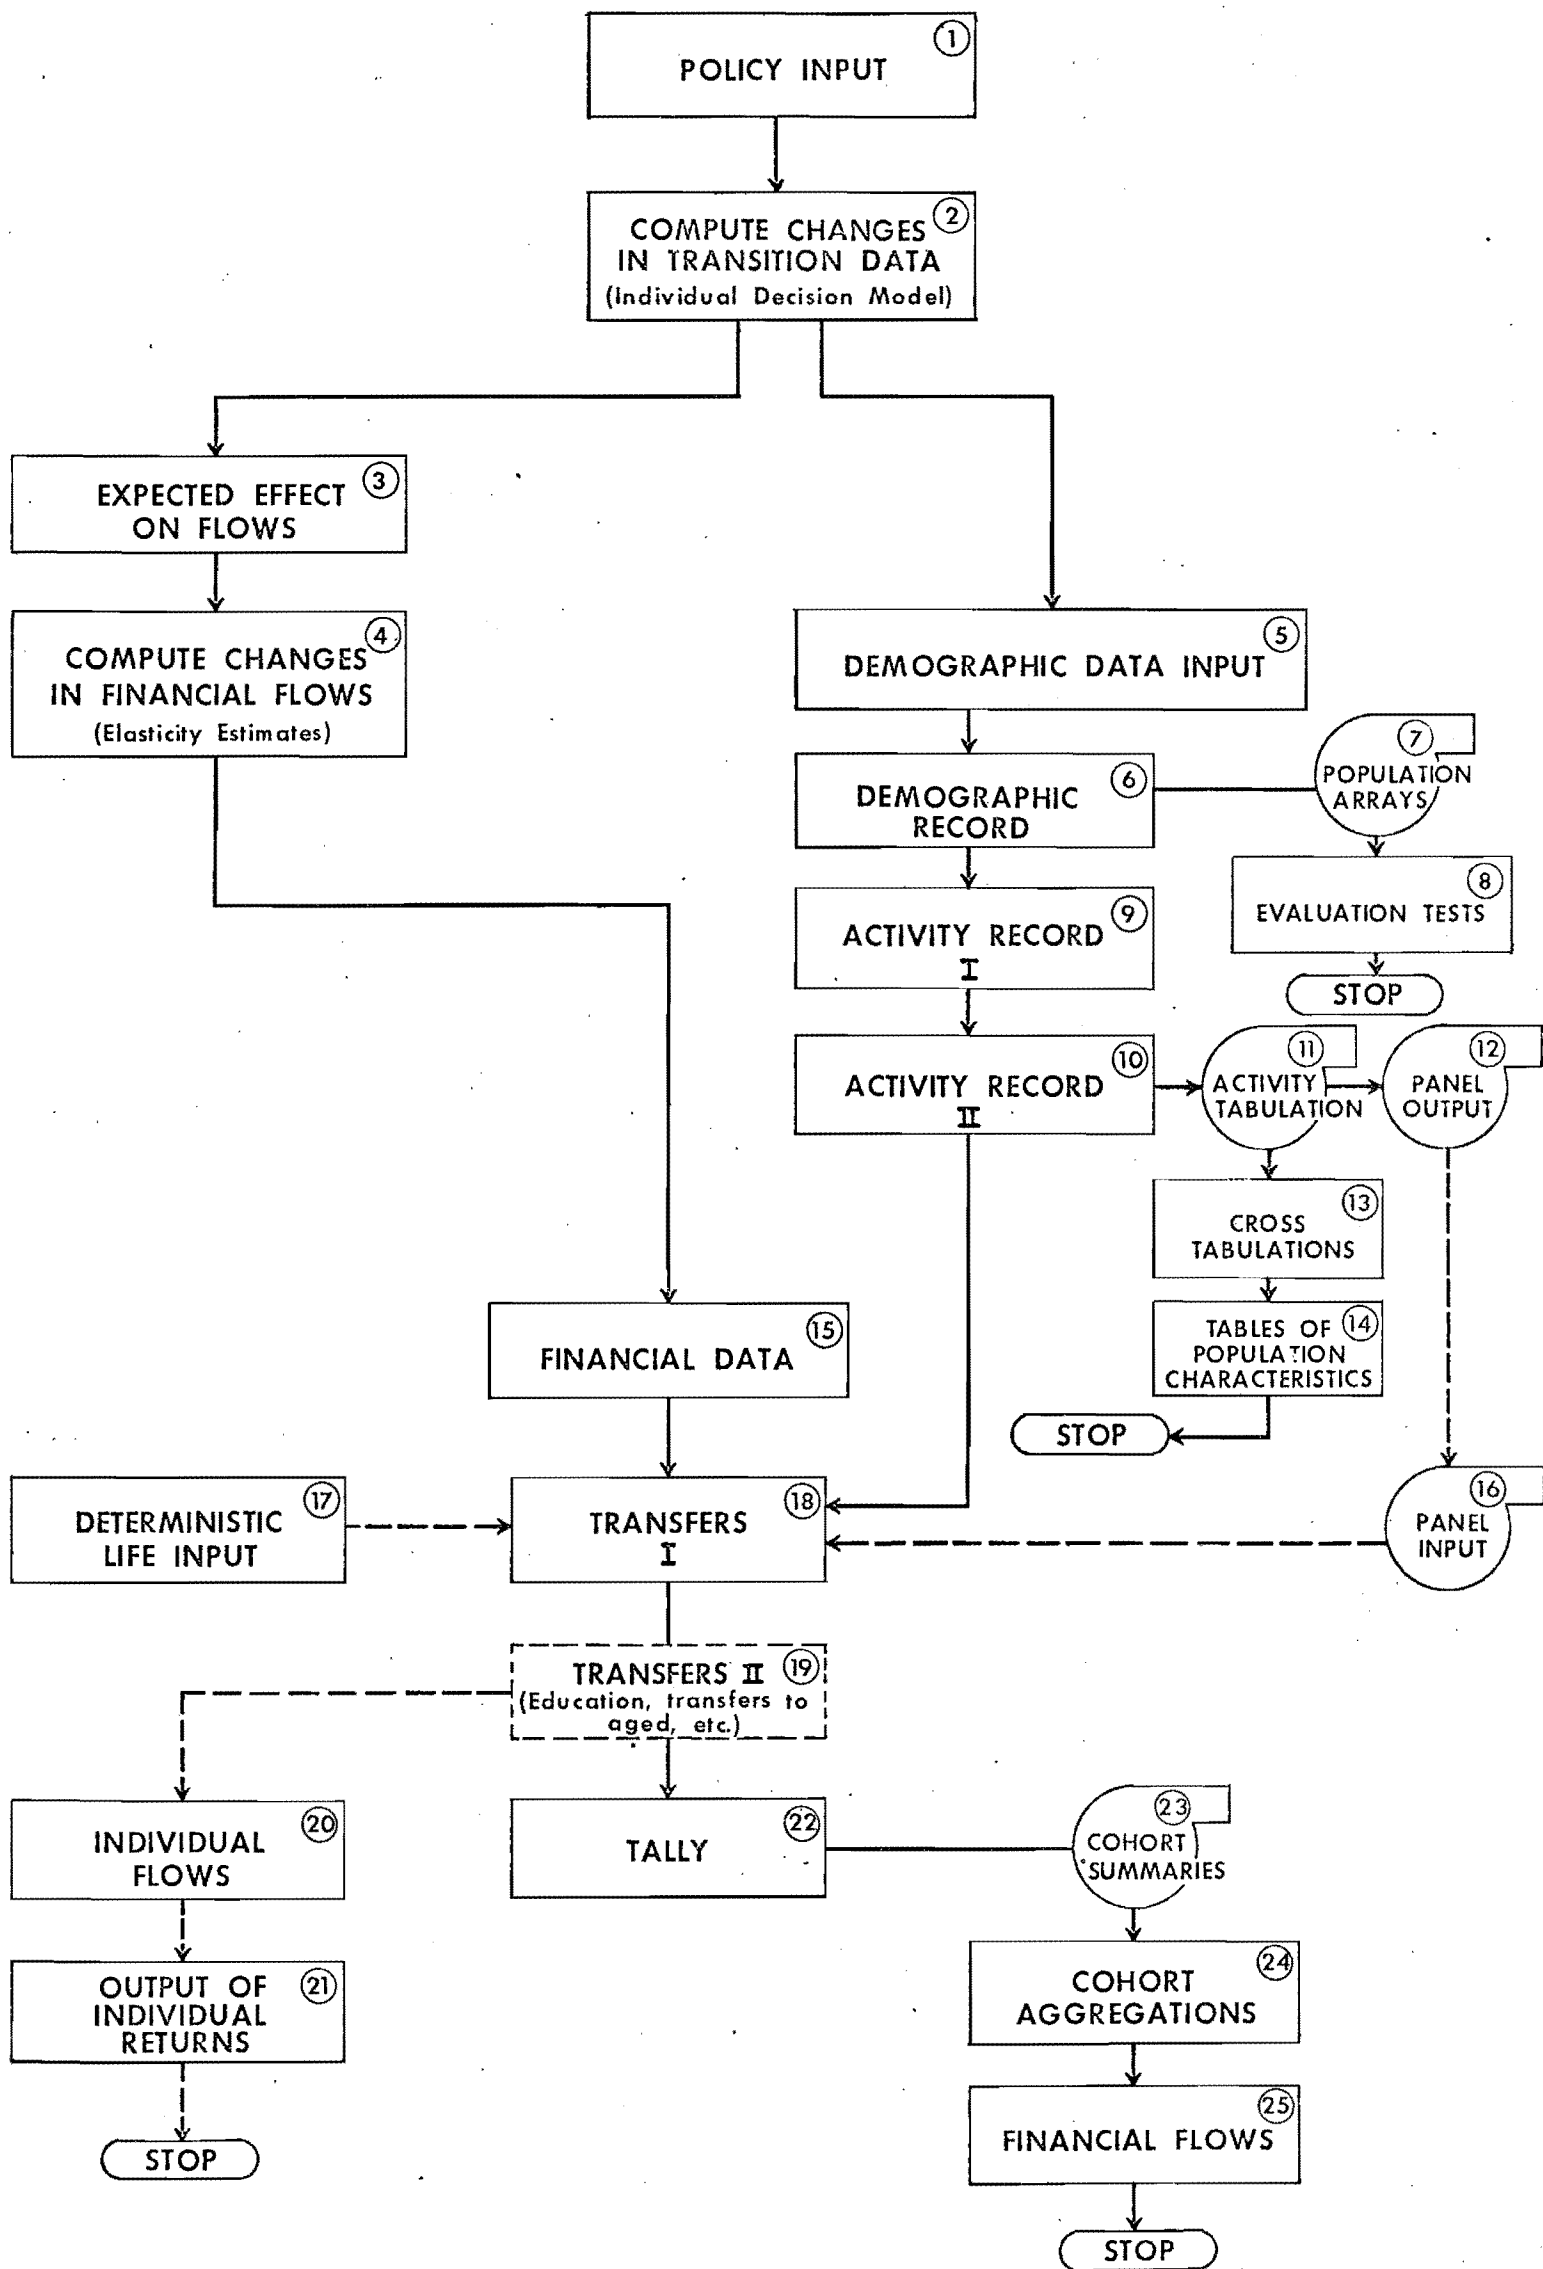 1
POLICY INPUT
2
COMPUTE CHANGES
IN TRANSITION DATA
(Individual Decision Model)
3
EXPECTED EFFECT
ON FLOWS
4
COMPUTE CHANGES
IN FINANCIAL FLOWS
(Elasticity Estimates)
5
DEMOGRAPHIC DATA INPUT
6
DEMOGRAPHIC
RECORD
7
POPULATION
ARRAYS
8
EVALUATION TESTS
STOP
9
ACTIVITY RECORD
I
10
ACTIVITY RECORD
II
11
ACTIVITY
TABULATION
12
PANEL
OUTPUT
13
CROSS
TABULATIONS
14
TABLES OF
POPULATION
CHARACTERISTICS
STOP
15
FINANCIAL DATA
16
PANEL
INPUT
17
DETERMINISTIC
LIFE INPUT
18
TRANSFERS
I
19
TRANSFERS II
(Education, transfers to
aged, etc.)
20
INDIVIDUAL
FLOWS
21
OUTPUT OF
INDIVIDUAL
RETURNS
STOP
22
TALLY
23
COHORT
SUMMARIES
24
COHORT
AGGREGATIONS
25
FINANCIAL FLOWS
STOP